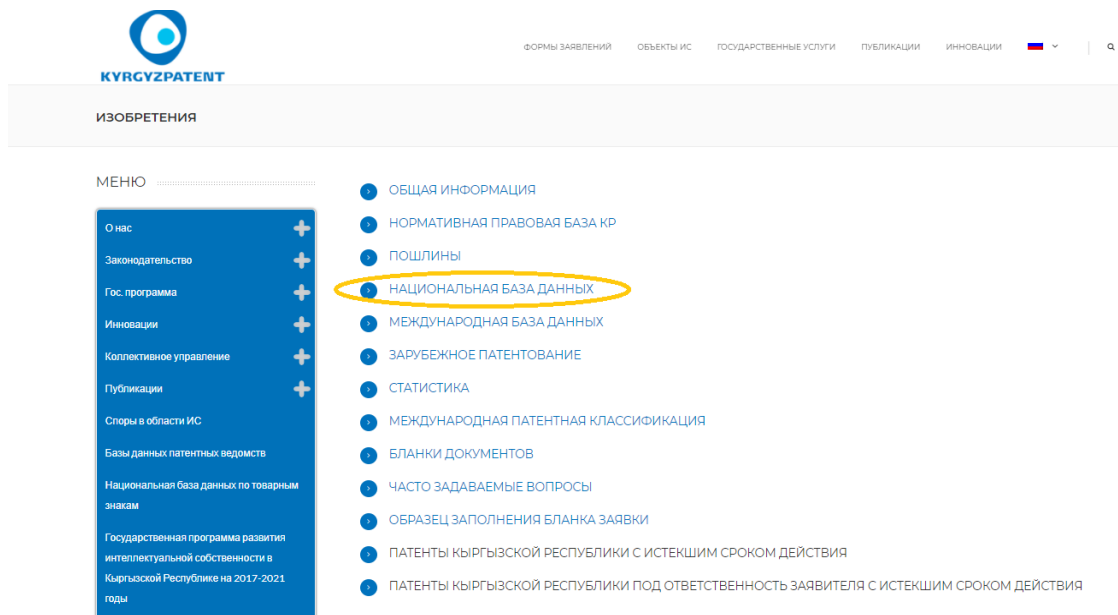 KYRGYZPATENT
ФОРМЫ ЗАЯВЛЕНИЙ ОБЪЕКТЫ ИС ГОСУДАРСТВЕННЫЕ УСЛУГИ ПУБЛИКАЦИИ ИННОВАЦИИ
ИЗОБРЕТЕНИЯ
МЕНЮ
О нас
Законодательство
Гос. программа
Инновации
Коллективное управление
Публикации
Споры в области ИС
Базы данных патентных ведомств
Национальная база данных по товарным
знакам
Государственная программа развития
интеллектуальной собственности в
Кыргызской Республике на 2017-2021
годы
ОБЩАЯ ИНФОРМАЦИЯ
НОРМАТИВНАЯ ПРАВОВАЯ БАЗА КР
ПОШЛИНЫ
НАЦИОНАЛЬНАЯ БАЗА ДАННЫХ
МЕЖДУНАРОДНАЯ БАЗА ДАННЫХ
ЗАРУБЕЖНОЕ ПАТЕНТОВАНИЕ
СТАТИСТИКА
МЕЖДУНАРОДНАЯ ПАТЕНТНАЯ КЛАССИФИКАЦИЯ
БЛАНКИ ДОКУМЕНТОВ
ЧАСТО ЗАДАВАЕМЫЕ ВОПРОСЫ
ОБРАЗЕЦ ЗАПОЛНЕНИЯ БЛАНКА ЗАЯВКИ
ПАТЕНТЫ КЫРГЫЗСКОЙ РЕСПУБЛИКИ С ИСТЕКШИМ СРОКОМ ДЕЙСТВИЯ
ПАТЕНТЫ КЫРГЫЗСКОЙ РЕСПУБЛИКИ ПОД ОТВЕТСТВЕННОСТЬ ЗАЯВИТЕЛЯ С ИСТЕКШИМ СРОКОМ ДЕЙСТВИЯ